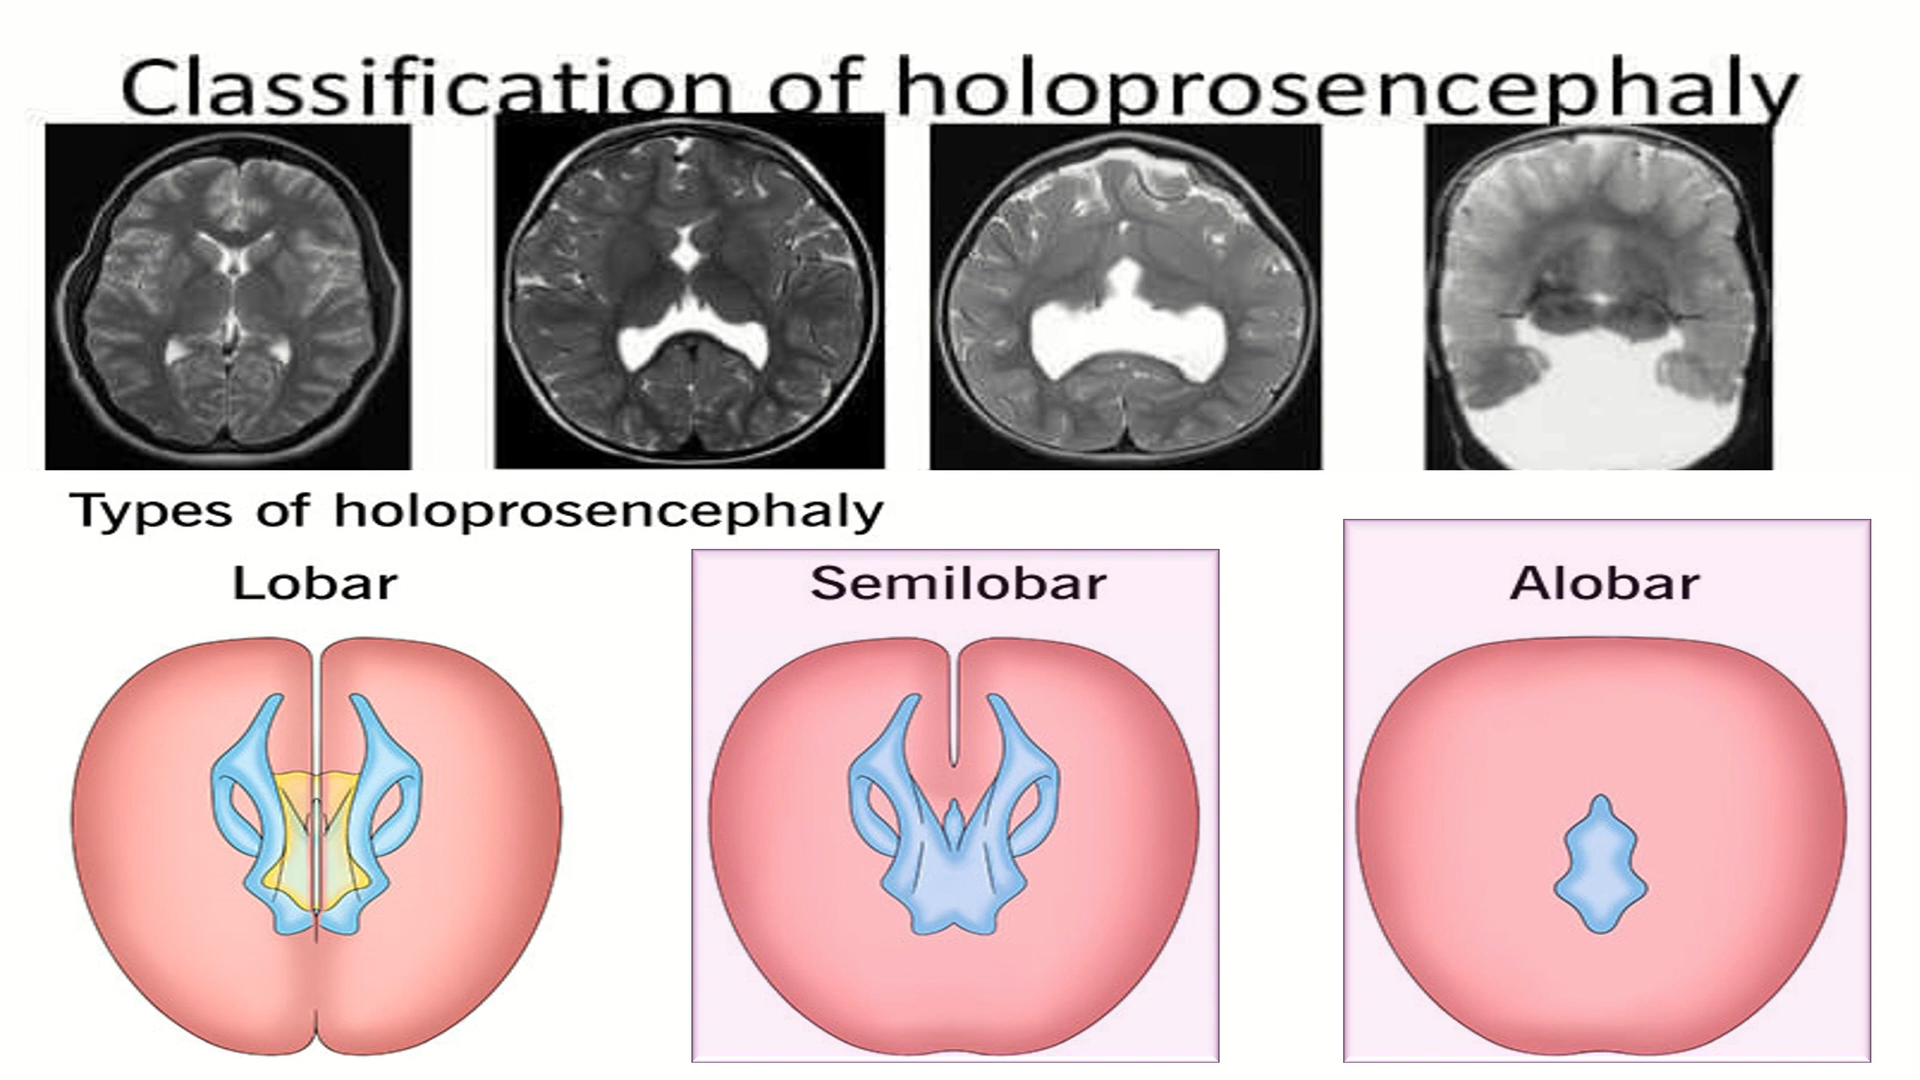 Classification of holoprosencephaly
Types of holoprosencephaly
Lobar
Semilobar
Alobar